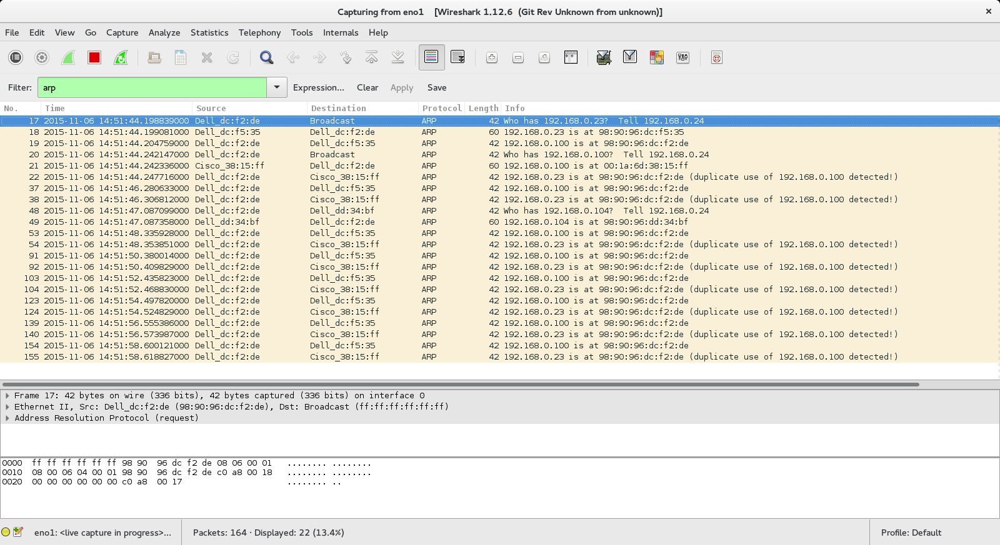 Capturing from eno1    [Wireshark 1.12.6  (Git Rev Unknown from unknown)]
File Edit View Go Capture Analyze Statistics Telephony Tools Internals Help
Filter: arp Expression... Clear Apply Save
No. Time Source Destination Protocol Length Info
17 2015-11-06 14:51:44.198839000 Dell_dc:f2:de Broadcast ARP 42 Who has 192.168.0.23?  Tell 192.168.0.24
18 2015-11-06 14:51:44.199081000 Dell_dc:f5:35 Dell_dc:f2:de ARP 60 192.168.0.23 is at 98:90:96:dc:f5:35
19 2015-11-06 14:51:44.204759000 Dell_dc:f2:de Dell_dc:f5:35 ARP 42 192.168.0.100 is at 98:90:96:dc:f2:de
20 2015-11-06 14:51:44.242147000 Dell_dc:f2:de Broadcast ARP 42 Who has 192.168.0.100?  Tell 192.168.0.24
21 2015-11-06 14:51:44.242336000 Cisco_38:15:ff Dell_dc:f2:de ARP 60 192.168.0.100 is at 00:1a:6d:38:15:ff
22 2015-11-06 14:51:44.247716000 Dell_dc:f2:de Cisco_38:15:ff ARP 42 192.168.0.23 is at 98:90:96:dc:f2:de (duplicate use of 192.168.0.100 detected!)
37 2015-11-06 14:51:46.280633000 Dell_dc:f2:de Dell_dc:f5:35 ARP 42 192.168.0.100 is at 98:90:96:dc:f2:de
38 2015-11-06 14:51:46.306812000 Dell_dc:f2:de Cisco_38:15:ff ARP 42 192.168.0.23 is at 98:90:96:dc:f2:de (duplicate use of 192.168.0.100 detected!)
48 2015-11-06 14:51:47.087099000 Dell_dc:f2:de Dell_dd:34:bf ARP 42 Who has 192.168.0.104?  Tell 192.168.0.24
49 2015-11-06 14:51:47.087358000 Dell_dd:34:bf Dell_dc:f2:de ARP 60 192.168.0.104 is at 98:90:96:dd:34:bf
53 2015-11-06 14:51:48.335928000 Dell_dc:f2:de Dell_dc:f5:35 ARP 42 192.168.0.100 is at 98:90:96:dc:f2:de
54 2015-11-06 14:51:48.353851000 Dell_dc:f2:de Cisco_38:15:ff ARP 42 192.168.0.23 is at 98:90:96:dc:f2:de (duplicate use of 192.168.0.100 detected!)
91 2015-11-06 14:51:50.380014000 Dell_dc:f2:de Dell_dc:f5:35 ARP 42 192.168.0.100 is at 98:90:96:dc:f2:de
92 2015-11-06 14:51:50.409829000 Dell_dc:f2:de Cisco_38:15:ff ARP 42 192.168.0.23 is at 98:90:96:dc:f2:de (duplicate use of 192.168.0.100 detected!)
103 2015-11-06 14:51:52.435823000 Dell_dc:f2:de Dell_dc:f5:35 ARP 42 192.168.0.100 is at 98:90:96:dc:f2:de
104 2015-11-06 14:51:52.468830000 Dell_dc:f2:de Cisco_38:15:ff ARP 42 192.168.0.23 is at 98:90:96:dc:f2:de (duplicate use of 192.168.0.100 detected!)
123 2015-11-06 14:51:54.497820000 Dell_dc:f2:de Dell_dc:f5:35 ARP 42 192.168.0.100 is at 98:90:96:dc:f2:de
124 2015-11-06 14:51:54.524829000 Dell_dc:f2:de Cisco_38:15:ff ARP 42 192.168.0.23 is at 98:90:96:dc:f2:de (duplicate use of 192.168.0.100 detected!)
139 2015-11-06 14:51:56.555386000 Dell_dc:f2:de Dell_dc:f5:35 ARP 42 192.168.0.100 is at 98:90:96:dc:f2:de
140 2015-11-06 14:51:56.573987000 Dell_dc:f2:de Cisco_38:15:ff ARP 42 192.168.0.23 is at 98:90:96:dc:f2:de (duplicate use of 192.168.0.100 detected!)
154 2015-11-06 14:51:58.600121000 Dell_dc:f2:de Dell_dc:f5:35 ARP 42 192.168.0.100 is at 98:90:96:dc:f2:de
155 2015-11-06 14:51:58.618827000 Dell_dc:f2:de Cisco_38:15:ff ARP 42 192.168.0.23 is at 98:90:96:dc:f2:de (duplicate use of 192.168.0.100 detected!)
Frame 17: 42 bytes on wire (336 bits), 42 bytes captured (336 bits) on interface 0
Ethernet II, Src: Dell_dc:f2:de (98:90:96:dc:f2:de), Dst: Broadcast (ff:ff:ff:ff:ff:ff)
Address Resolution Protocol (request)
0000  ff ff ff ff ff ff 98 90  96 dc f2 de 08 06 00 01   ........ ........
0010  08 00 06 04 00 01 98 90  96 dc f2 de c0 a8 00 18   ........ ........
0020  00 00 00 00 00 00 c0 a8  00 17   ........ ..
eno1: <live capture in progress>... Packets: 164 · Displayed: 22 (13.4%) Profile: Default